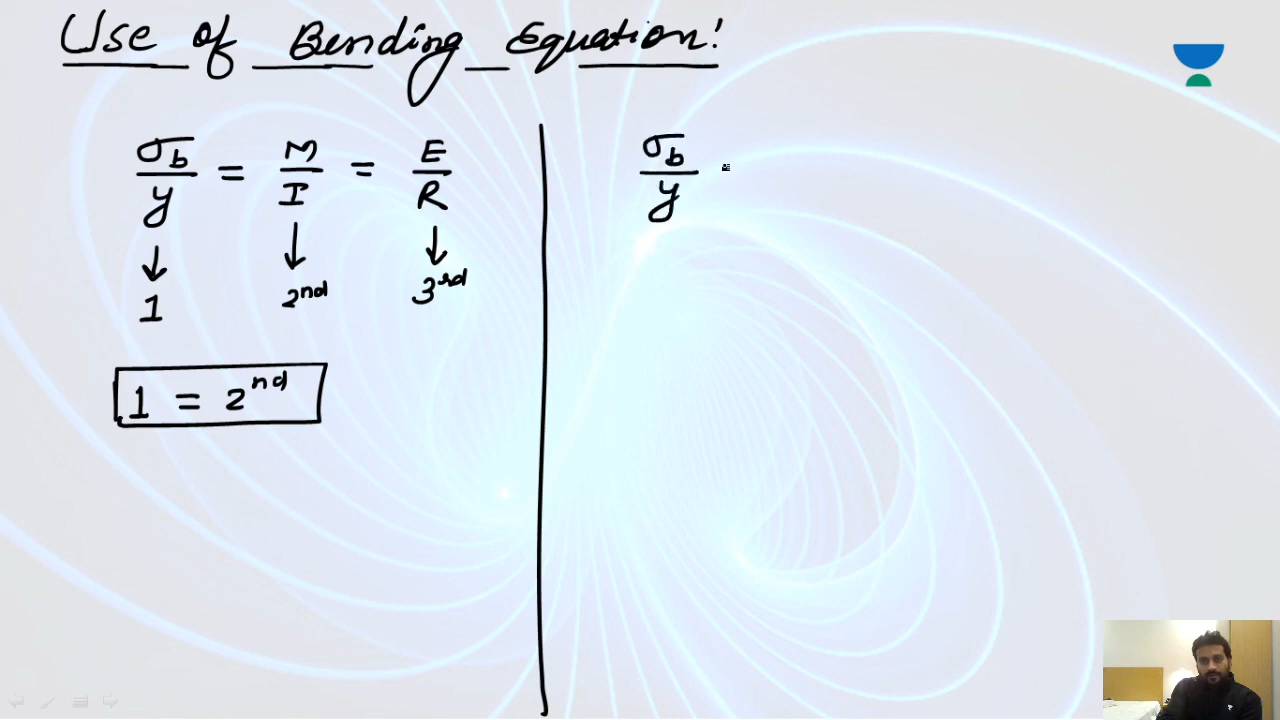 Use of Bending Equation!
σb/y = M/I = E/R
↓ ↓ ↓
1 2nd 3rd
1 = 2nd
σb/y =